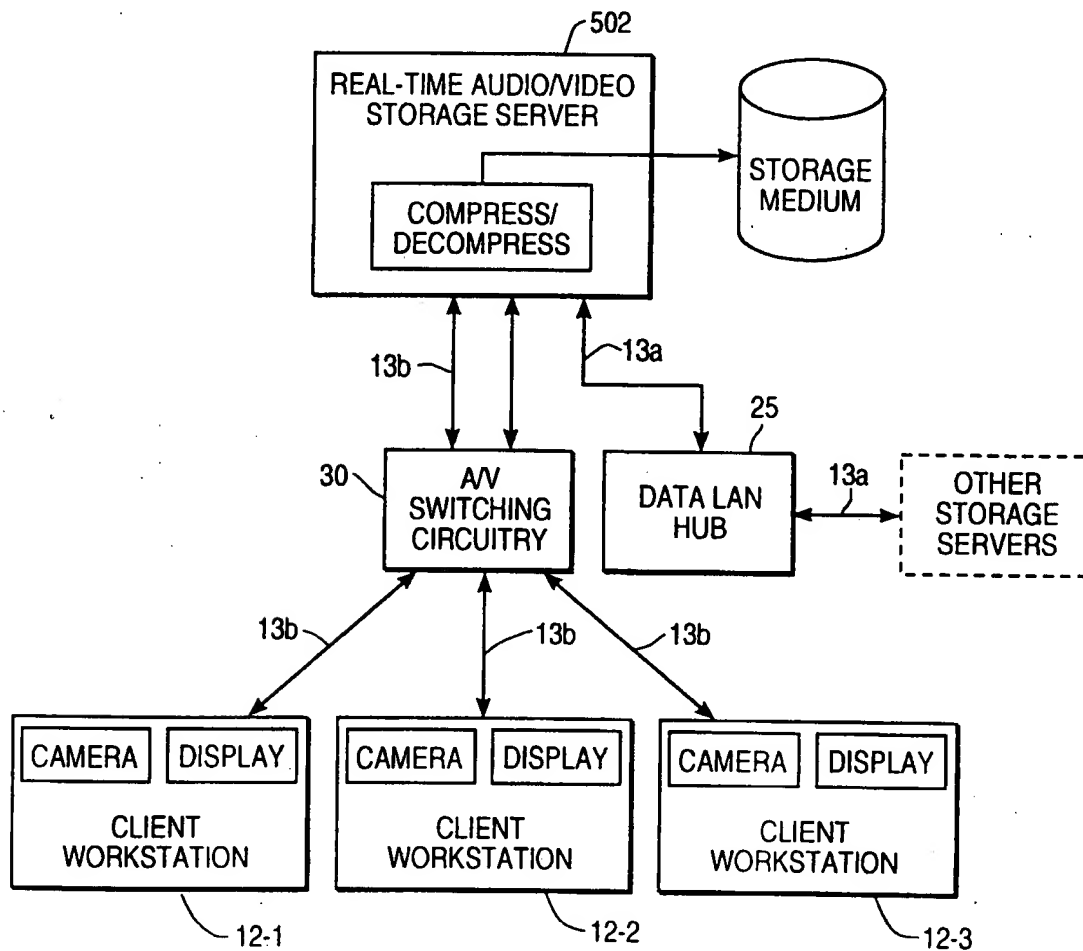 502
REAL-TIME AUDIO/VIDEO
STORAGE SERVER
COMPRESS/
DECOMPRESS
STORAGE
MEDIUM
13b
13a
25
30
A/V
SWITCHING
CIRCUITRY
DATA LAN
HUB
13a
OTHER
STORAGE
SERVERS
13b
13b
13b
CAMERA
DISPLAY
CLIENT
WORKSTATION
CAMERA
DISPLAY
CLIENT
WORKSTATION
CAMERA
DISPLAY
CLIENT
WORKSTATION
12-1
12-2
12-3